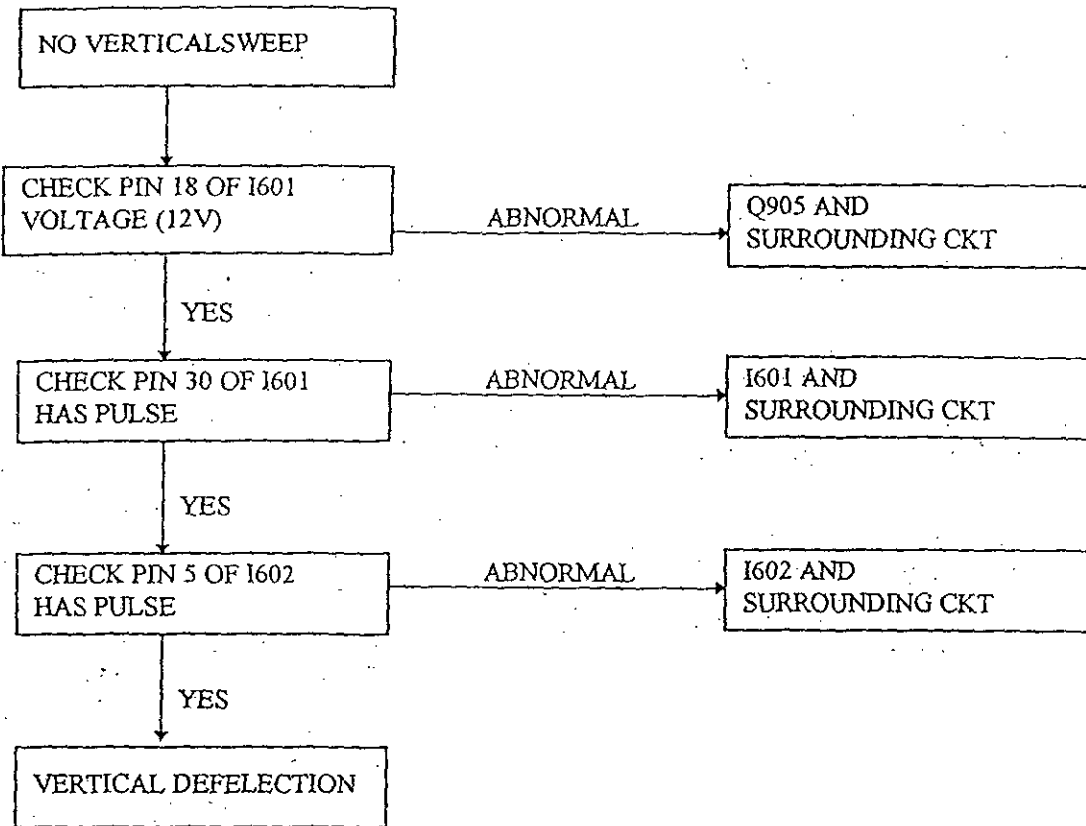 NO VERTICALSWEEP
CHECK PIN 18 OF I601
VOLTAGE (12V)
ABNORMAL
Q905 AND
SURROUNDING CKT
YES
CHECK PIN 30 OF I601
HAS PULSE
ABNORMAL
I601 AND
SURROUNDING CKT
YES
CHECK PIN 5 OF I602
HAS PULSE
ABNORMAL
I602 AND
SURROUNDING CKT
YES
VERTICAL DEFELECTION